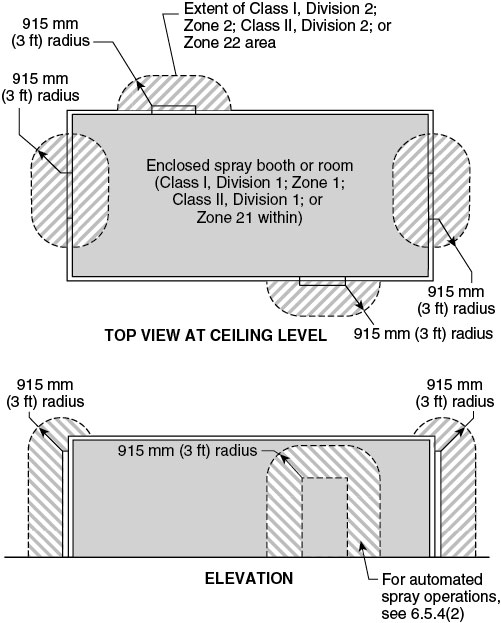 Extent of Class I, Division 2;
Zone 2; Class II, Division 2; or
Zone 22 area
915 mm
(3 ft) radius
915 mm
(3 ft) radius
Enclosed spray booth or room
(Class I, Division 1; Zone 1;
Class II, Division 1; or
Zone 21 within)
915 mm
(3 ft) radius
915 mm (3 ft) radius
TOP VIEW AT CEILING LEVEL
915 mm
(3 ft) radius
915 mm
(3 ft) radius
915 mm (3 ft) radius
ELEVATION
For automated
spray operations,
see 6.5.4(2)